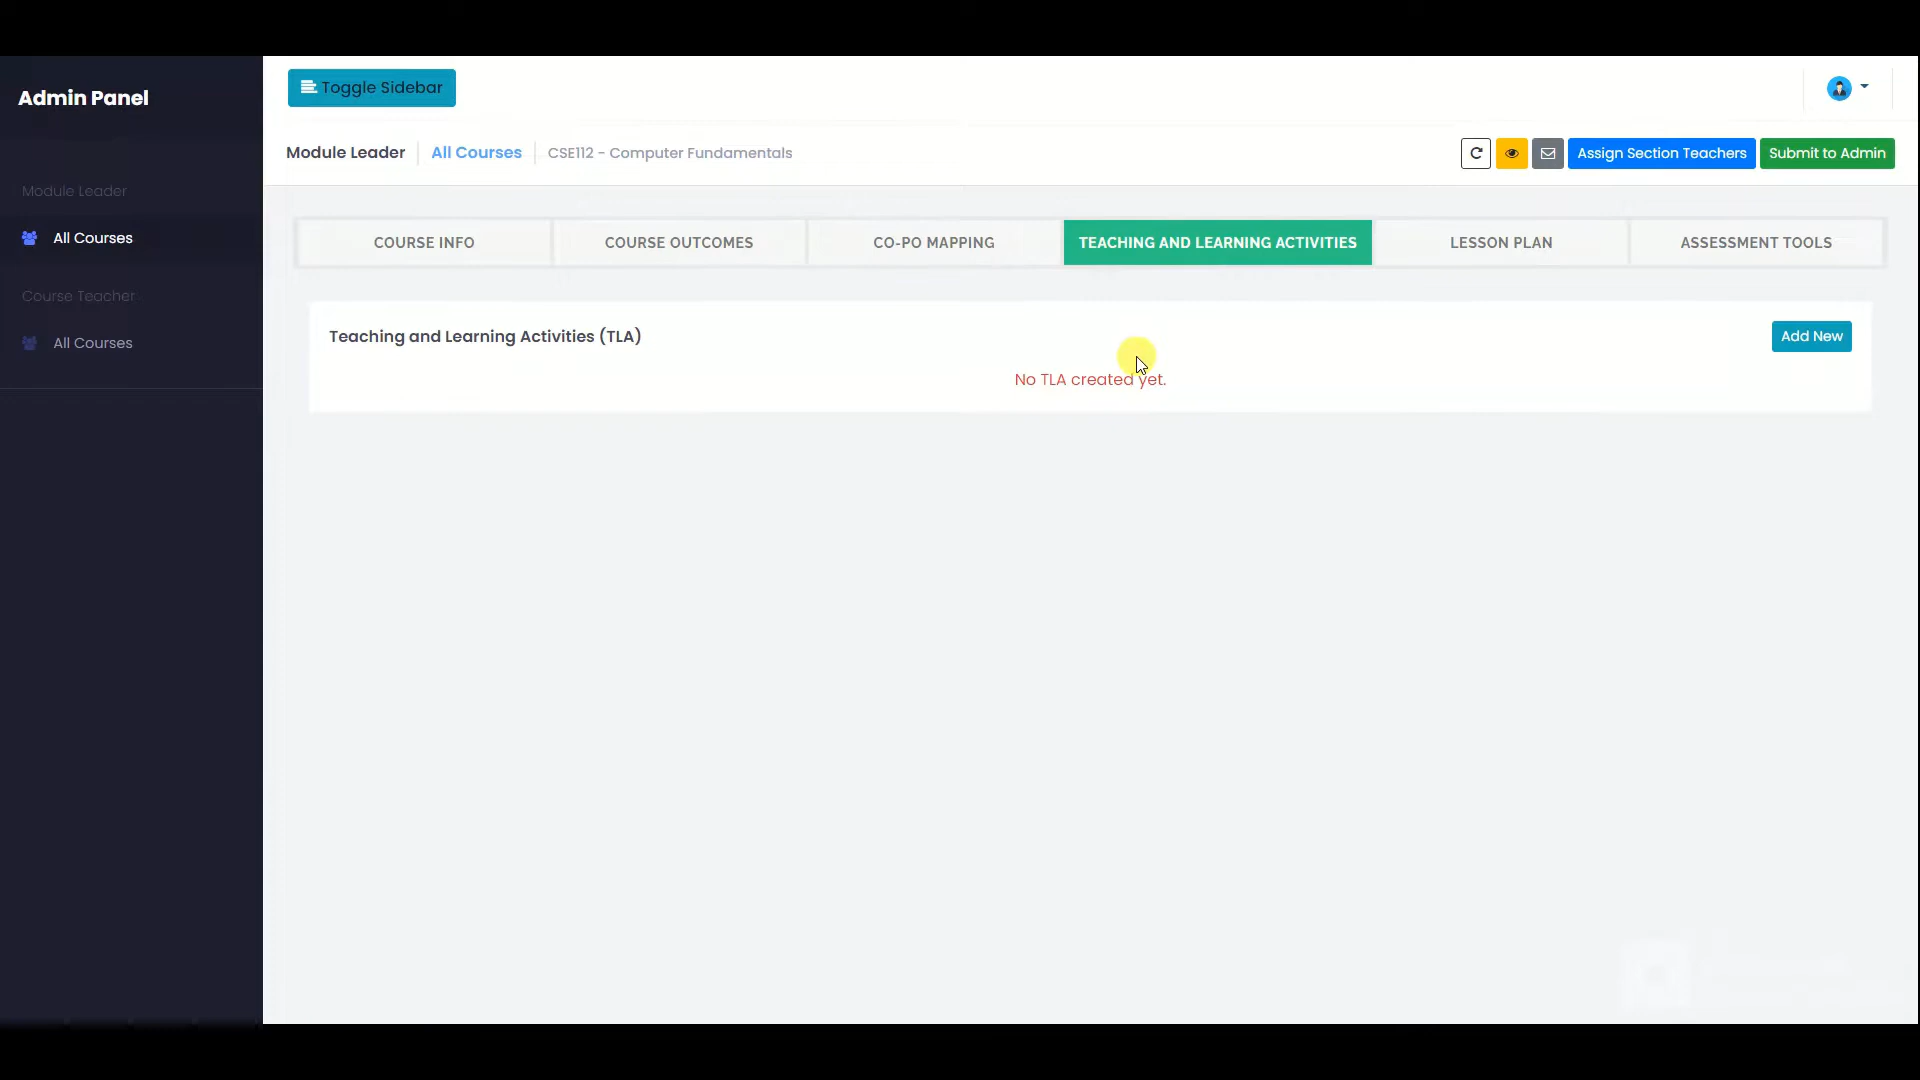 Admin Panel
Toggle Sidebar
Module Leader
All Courses
CSE112 - Computer Fundamentals
Assign Section Teachers
Submit to Admin
Module Leader
All Courses
Course Teacher
All Courses
COURSE INFO
COURSE OUTCOMES
CO-PO MAPPING
TEACHING AND LEARNING ACTIVITIES
LESSON PLAN
ASSESSMENT TOOLS
Teaching and Learning Activities (TLA)
Add New
No TLA created yet.